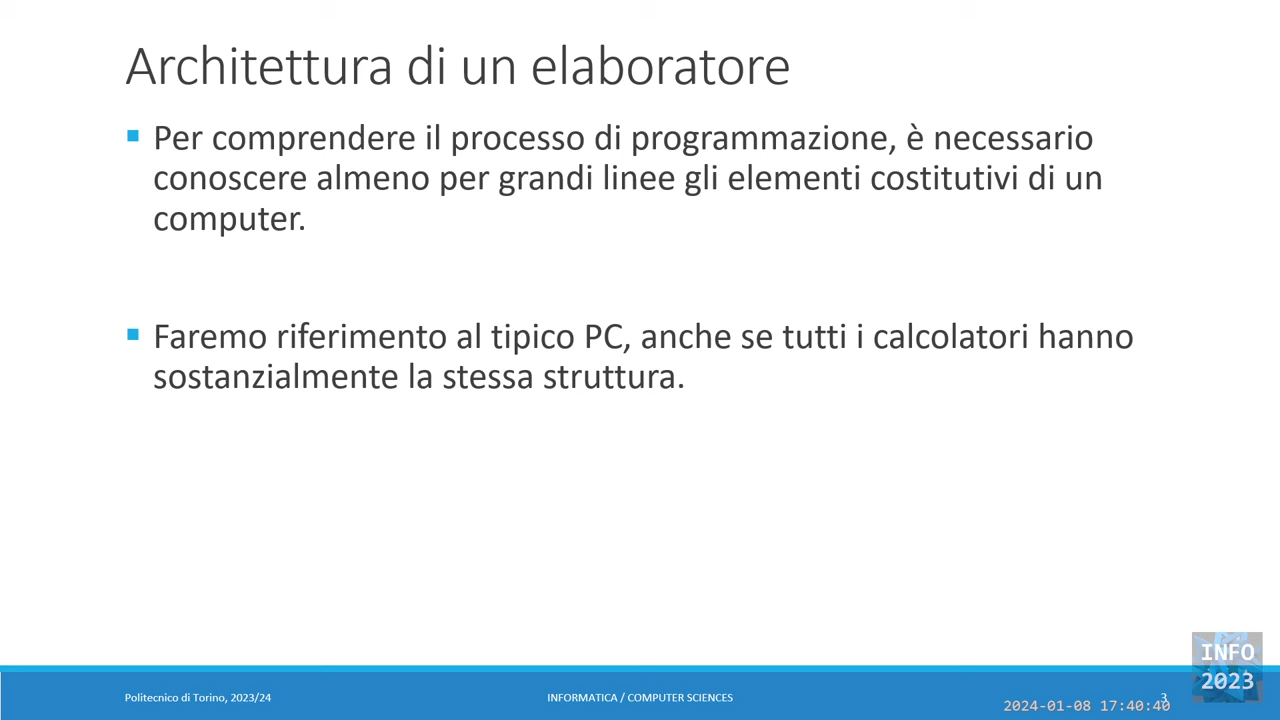 Architettura di un elaboratore
Per comprendere il processo di programmazione, è necessario
conoscere almeno per grandi linee gli elementi costitutivi di un
computer.
Faremo riferimento al tipico PC, anche se tutti i calcolatori hanno
sostanzialmente la stessa struttura.
INFO
2023
Politecnico di Torino, 2023/24
INFORMATICA / COMPUTER SCIENCES
3
2024-01-08 17:40:40